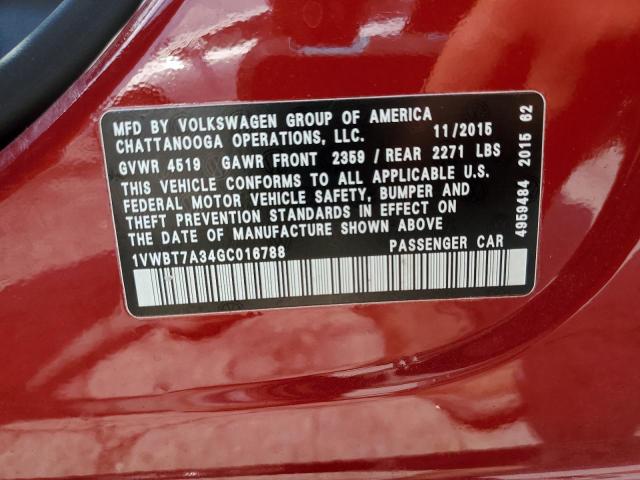 MFD BY VOLKSWAGEN GROUP OF AMERICA
CHATTANOOGA OPERATIONS, LLC. 11/2015
GVWR 4519 GAWR FRONT 2359 / REAR 2271 LBS
THIS VEHICLE CONFORMS TO ALL APPLICABLE U.S.
FEDERAL MOTOR VEHICLE SAFETY, BUMPER AND
THEFT PREVENTION STANDARDS IN EFFECT ON
THE DATE OF MANUFACTURE SHOWN ABOVE
1VWBT7A34GC016788 PASSENGER CAR
4959484 2015 62